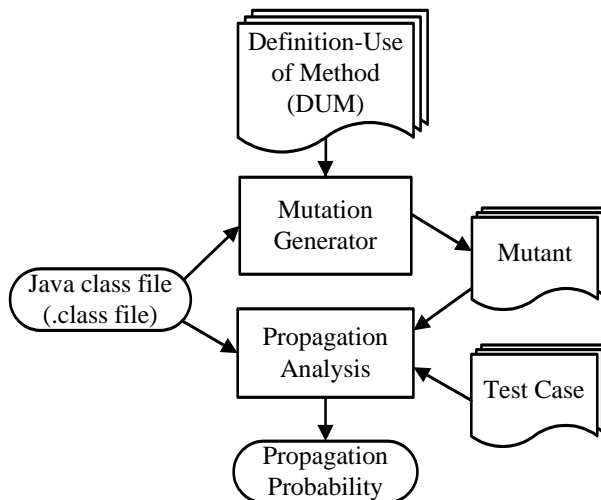 Definition-Use
of Method
(DUM)
Mutation
Generator
Mutant
Java class file
(.class file)
Propagation
Analysis
Test Case
Propagation
Probability